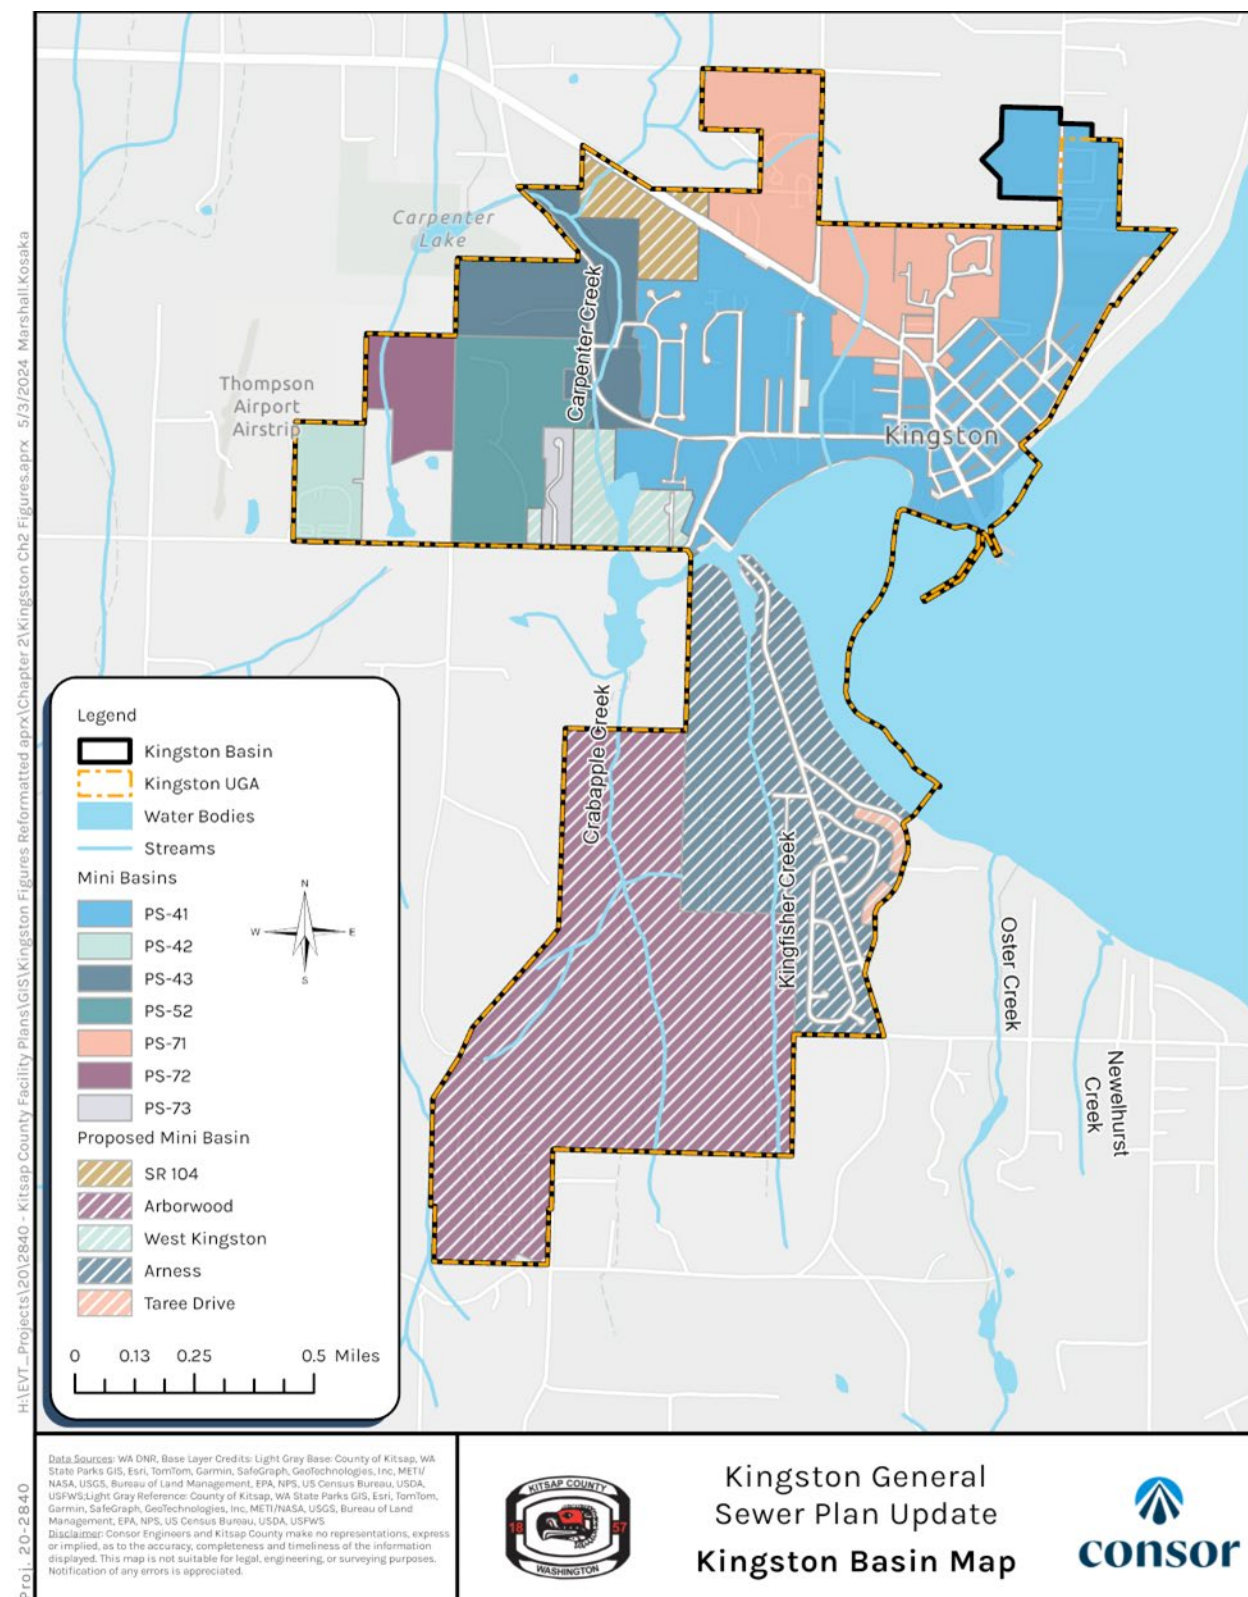 H:\EVT_Projects\20\2840 - Kitsap County Facility Plans\GIS\Kingston Figures Reformatted aprx\Chapter 2\Kingston Ch2 Figures.aprx 5/3/2024 Marshall.Kosaka
Proj. 20-2840
Carpenter
Lake
Thompson
Airport
Airstrip
Carpenter Creek
Kingston
Crabapple Creek
Kingfisher Creek
Oster Creek
Newelhurst
Creek
Legend
Kingston Basin
Kingston UGA
Water Bodies
Streams
Mini Basins
PS-41
PS-42
PS-43
PS-52
PS-71
PS-72
PS-73
Proposed Mini Basin
SR 104
Arborwood
West Kingston
Arness
Taree Drive
N
W E
S
0 0.13 0.25 0.5 Miles
Data Sources: WA DNR, Base Layer Credits: Light Gray Base: County of Kitsap, WA
State Parks GIS, Esri, TomTom, Garmin, SafeGraph, GeoTechnologies, Inc, METI/
NASA, USGS, Bureau of Land Management, EPA, NPS, US Census Bureau, USDA,
USFWS;Light Gray Reference: County of Kitsap, WA State Parks GIS, Esri, TomTom,
Garmin, SafeGraph, GeoTechnologies, Inc, METI/NASA, USGS, Bureau of Land
Management, EPA, NPS, US Census Bureau, USDA, USFWS
Disclaimer: Consor Engineers and Kitsap County make no representations, express
or implied, as to the accuracy, completeness and timeliness of the information
displayed. This map is not suitable for legal, engineering, or surveying purposes.
Notification of any errors is appreciated.
KITSAP COUNTY
18 57
WASHINGTON
Kingston General
Sewer Plan Update
Kingston Basin Map
consor